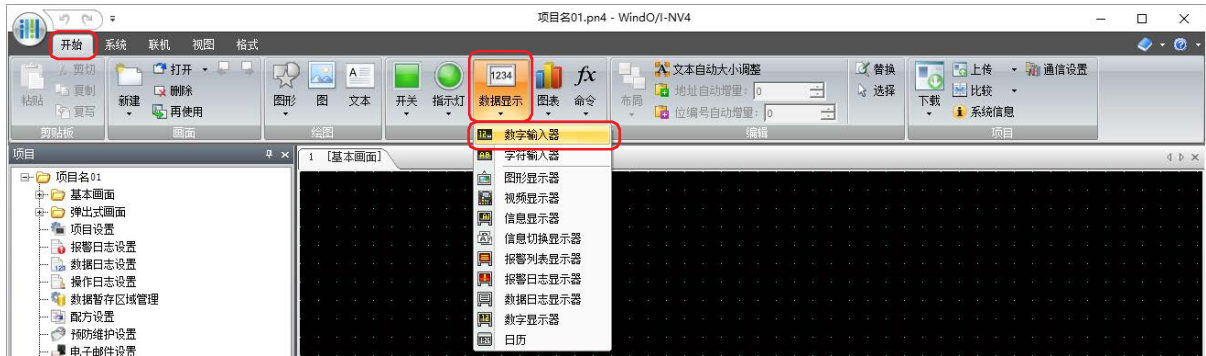 项目名01.pn4 - WindO/I-NV4
开始 系统 联机 视图 格式
粘贴 剪切 复制 复写
剪贴板
新建 打开 删除 再使用
画面
图形 图 文本
绘图
开关 指示灯 1234 数据显示 图表 fx 命令
布局 文本自动大小调整
地址自动增量: 0
位编号自动增量: 0
替换
选择
编辑
下载 上传 比较 系统信息 通信设置
项目
项目
1 [基本画面]
数字输入器
字符输入器
图形显示器
视频显示器
信息显示器
信息切换显示器
报警列表显示器
报警日志显示器
数据日志显示器
数字显示器
日历
项目名01
基本画面
弹出式画面
项目设置
报警日志设置
数据日志设置
操作日志设置
数据暂存区域管理
配方设置
预防维护设置
电子邮件设置